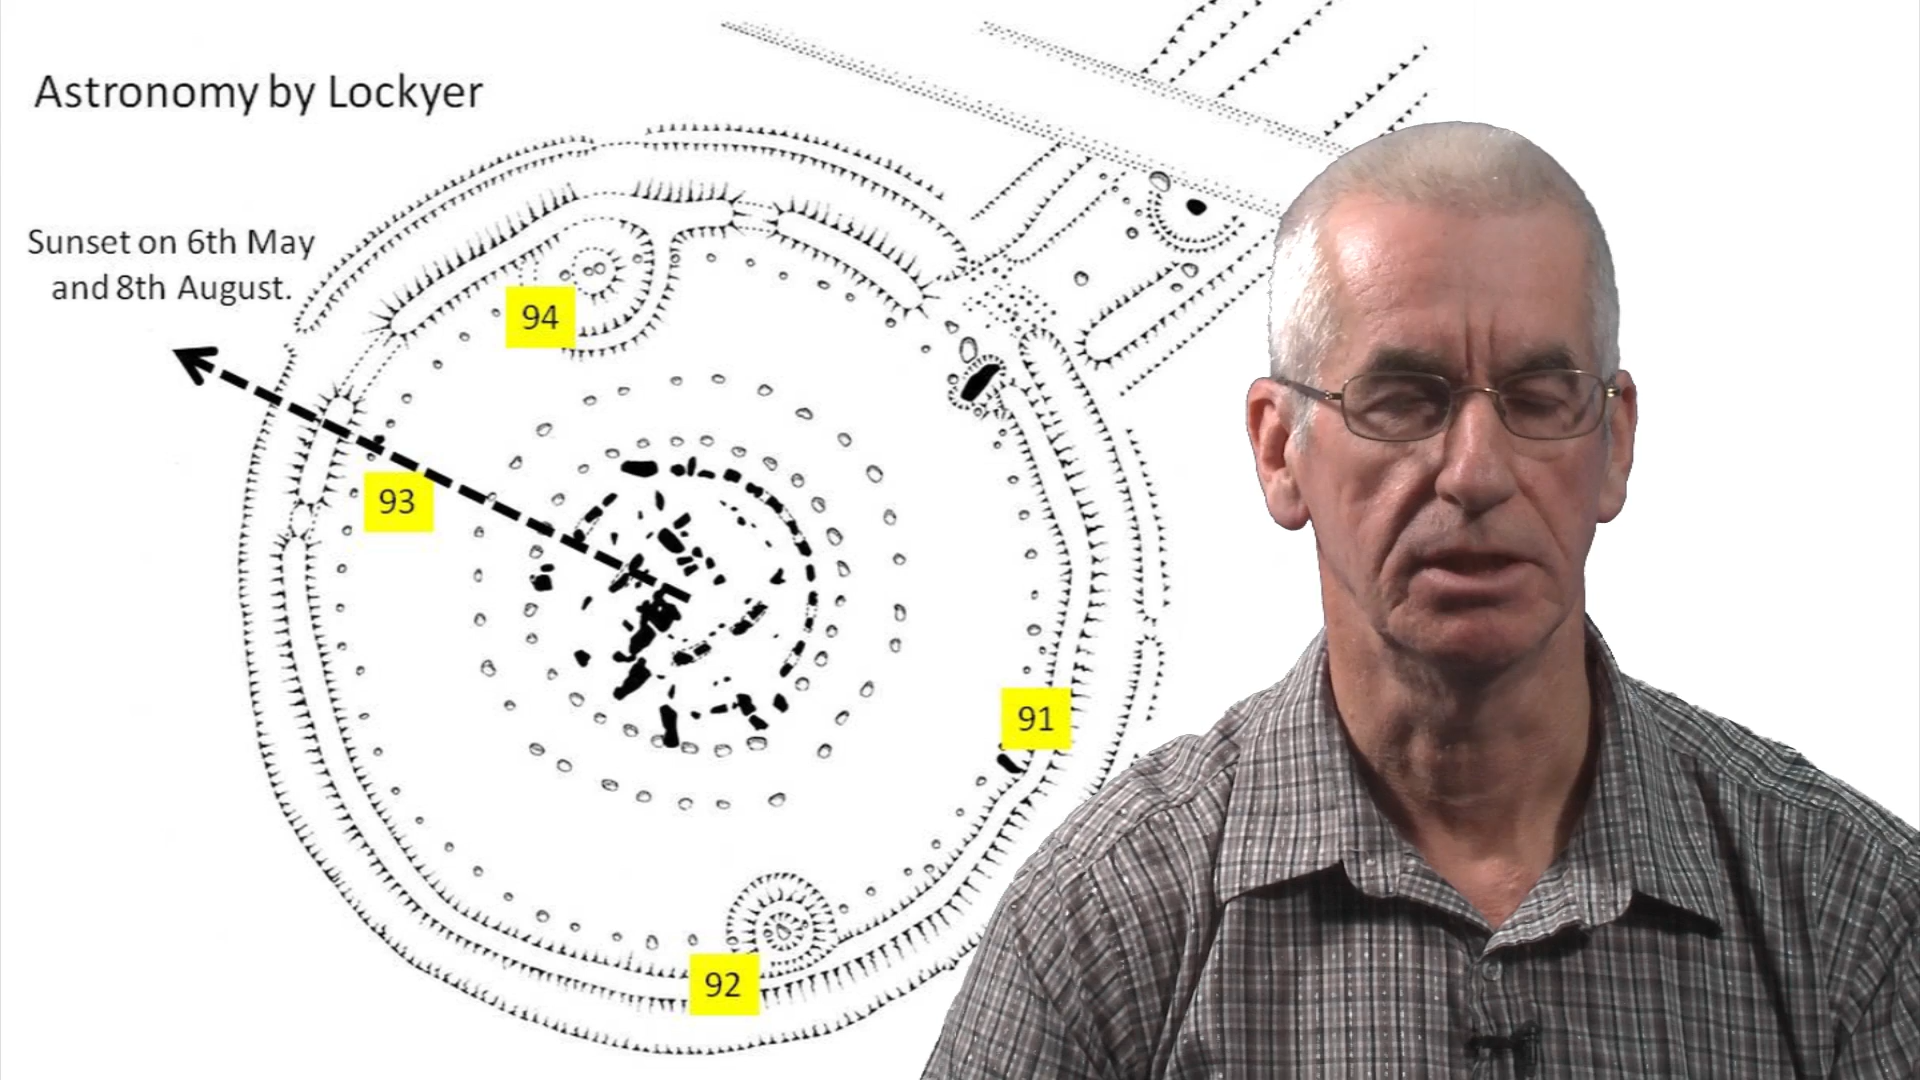 Astronomy by Lockyer
Sunset on 6th May
and 8th August.
94
93
91
92